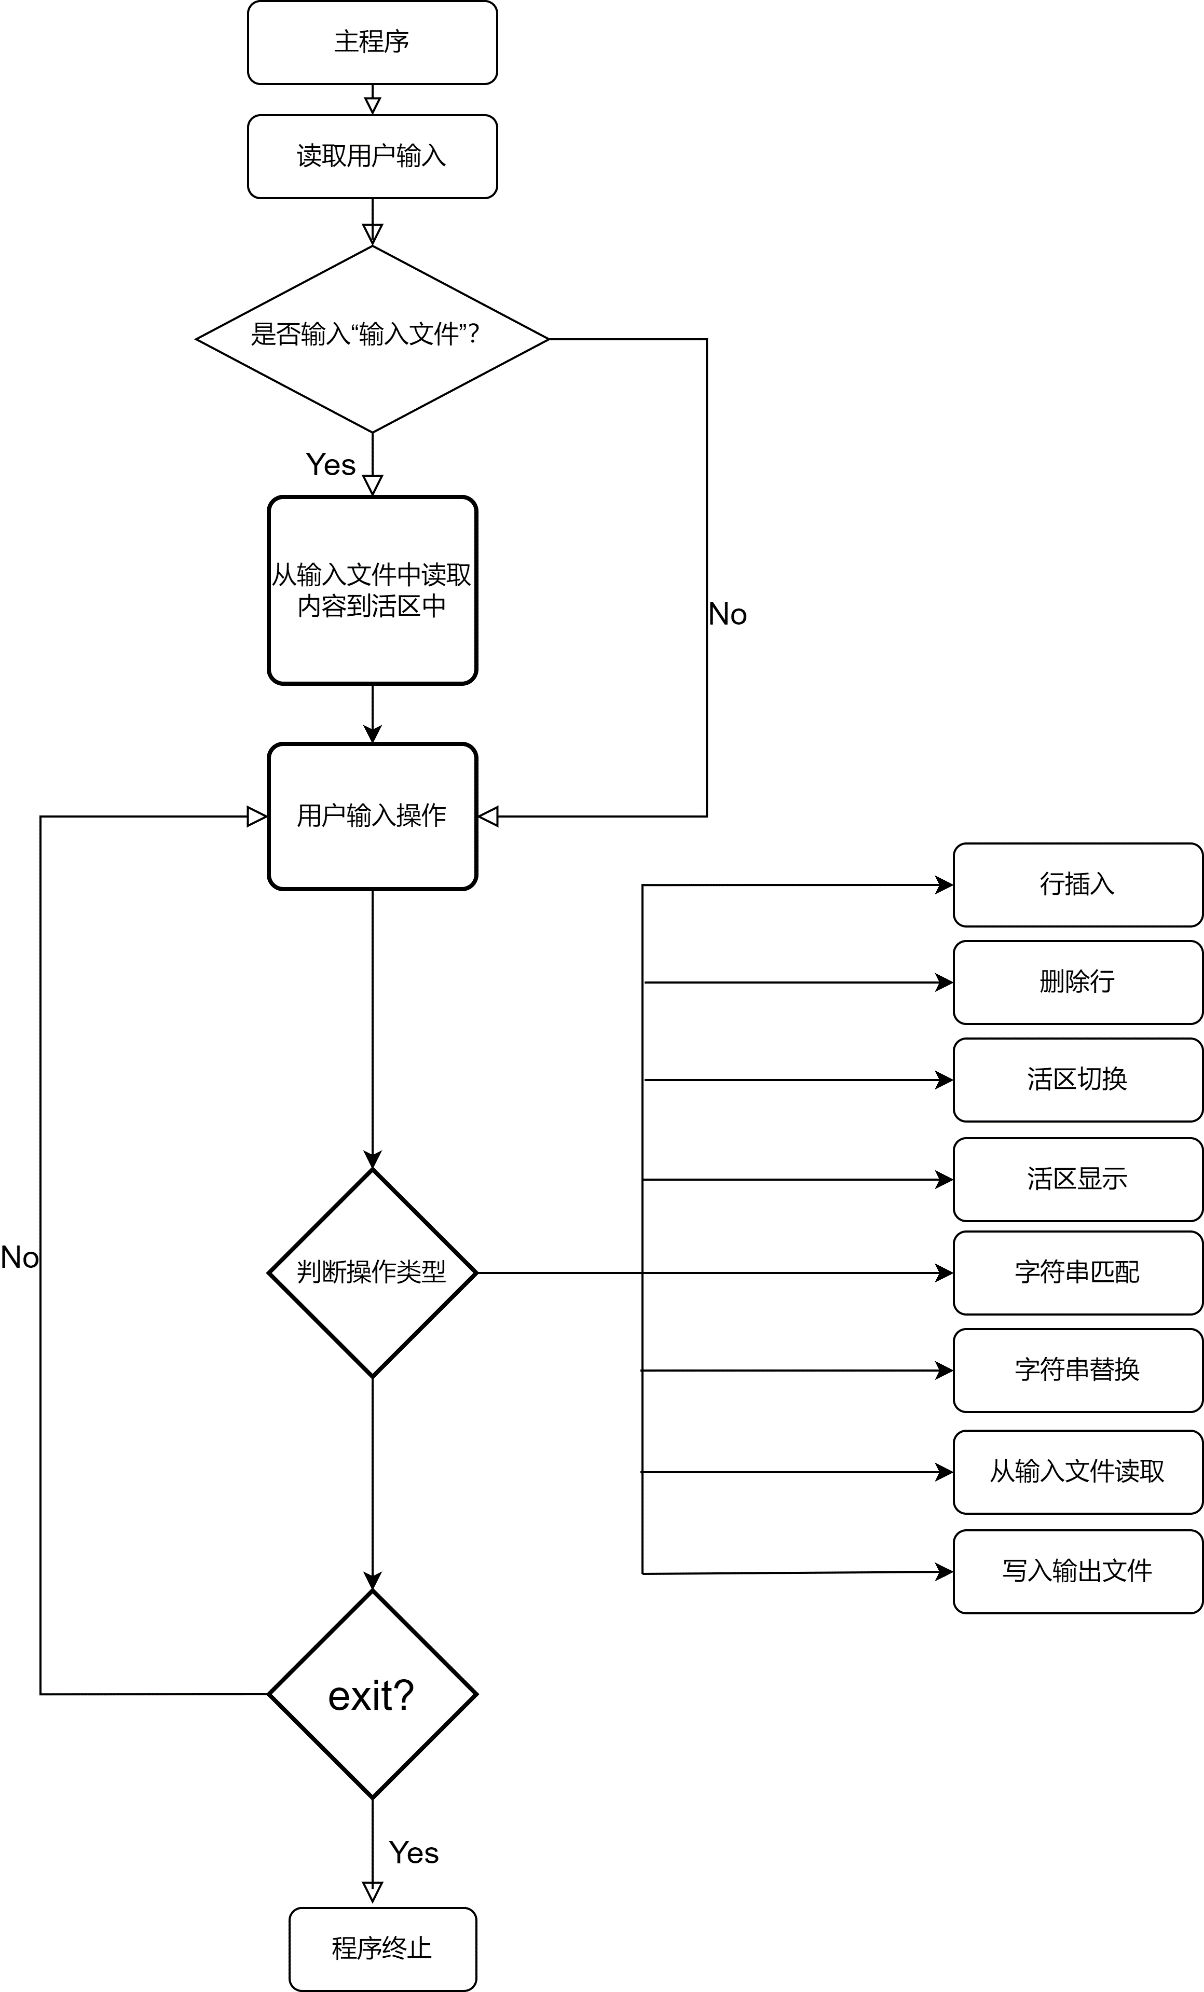 主程序
读取用户输入
是否输入“输入文件”?
Yes
从输入文件中读取
内容到活区中
No
用户输入操作
行插入
删除行
活区切换
活区显示
No
判断操作类型
字符串匹配
字符串替换
从输入文件读取
写入输出文件
exit?
Yes
程序终止